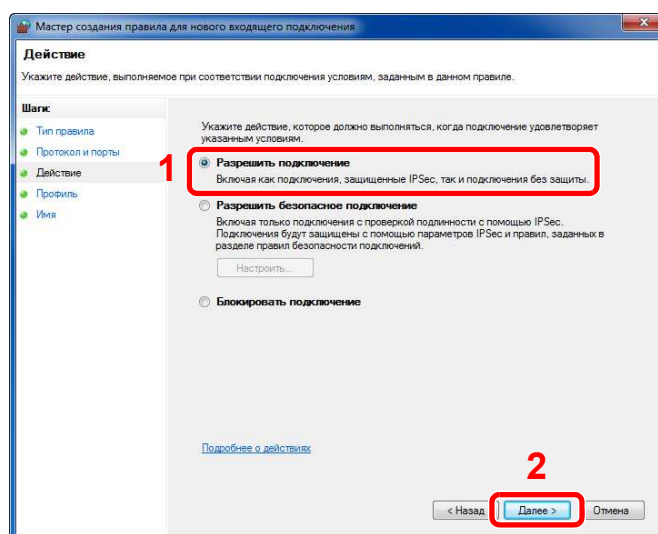 Мастер создания правила для нового входящего подключения
Действие
Укажите действие, выполняемое при соответствии подключения условиям, заданным в данном правиле.
Шаги:
Тип правила
Протокол и порты
Действие
Профиль
Имя
Укажите действие, которое должно выполняться, когда подключение удовлетворяет
указанным условиям.
1
Разрешить подключение
Включая как подключения, защищенные IPSec, так и подключения без защиты.
Разрешить безопасное подключение
Включая только подключения с проверкой подлинности с помощью IPSec.
Подключения будут защищены с помощью параметров IPSec и правил, заданных в
разделе правил безопасности подключений.
Настроить...
Блокировать подключение
Подробнее о действиях
2
< Назад
Далее >
Отмена